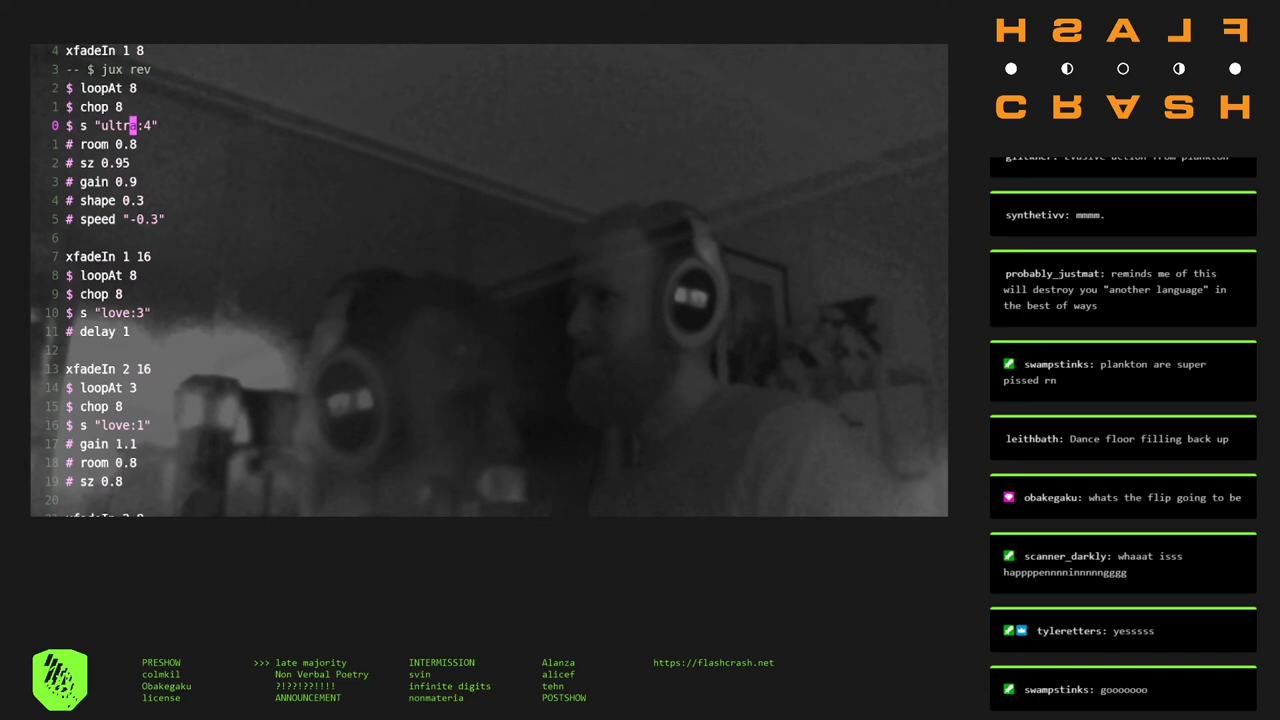 4 xfadeIn 1 8
3 -- $ jux rev
2 $ loopAt 8
1 $ chop 8
0 $ s "ultra:4"
1 # room 0.8
2 # sz 0.95
3 # gain 0.9
4 # shape 0.3
5 # speed "-0.3"
6
7 xfadeIn 1 16
8 $ loopAt 8
9 $ chop 8
10 $ s "love:3"
11 # delay 1
12
13 xfadeIn 2 16
14 $ loopAt 3
15 $ chop 8
16 $ s "love:1"
17 # gain 1.1
18 # room 0.8
19 # sz 0.8
20
FLASH
CRASH
synthetivv: mmmm.
probably_justmat: reminds me of this
will destroy you "another language" in
the best of ways
swampstinks: plankton are super
pissed rn
leithbath: Dance floor filling back up
obakegaku: whats the flip going to be
scanner_darkly: whaaat isss
happppennnninnnnngggg
tyleretters: yesssss
swampstinks: gooooooo
PRESHOW
colmkil
Obakegaku
license
>>> late majority
Non Verbal Poetry
?!??!??!!!!
ANNOUNCEMENT
INTERMISSION
svin
infinite digits
nonmateria
Alanza
alicef
tehn
POSTSHOW
https://flashcrash.net